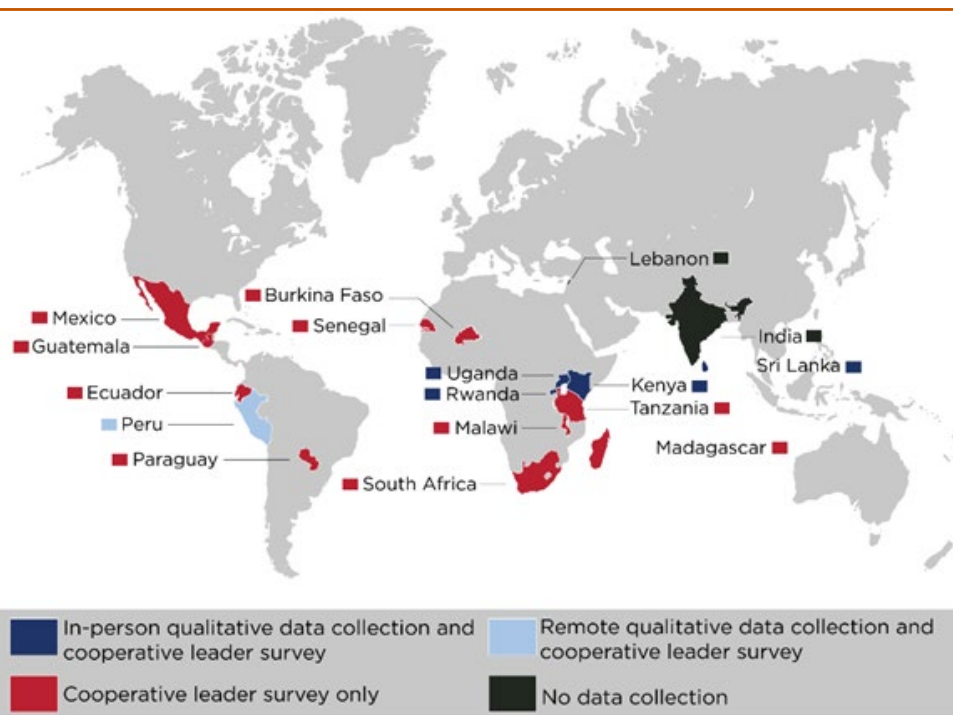 Lebanon
Burkina Faso
Mexico
Senegal
India
Guatemala
Sri Lanka
Uganda
Kenya
Ecuador
Rwanda
Tanzania
Peru
Malawi
Madagascar
Paraguay
South Africa
In-person qualitative data collection and
cooperative leader survey
Remote qualitative data collection and
cooperative leader survey
Cooperative leader survey only
No data collection